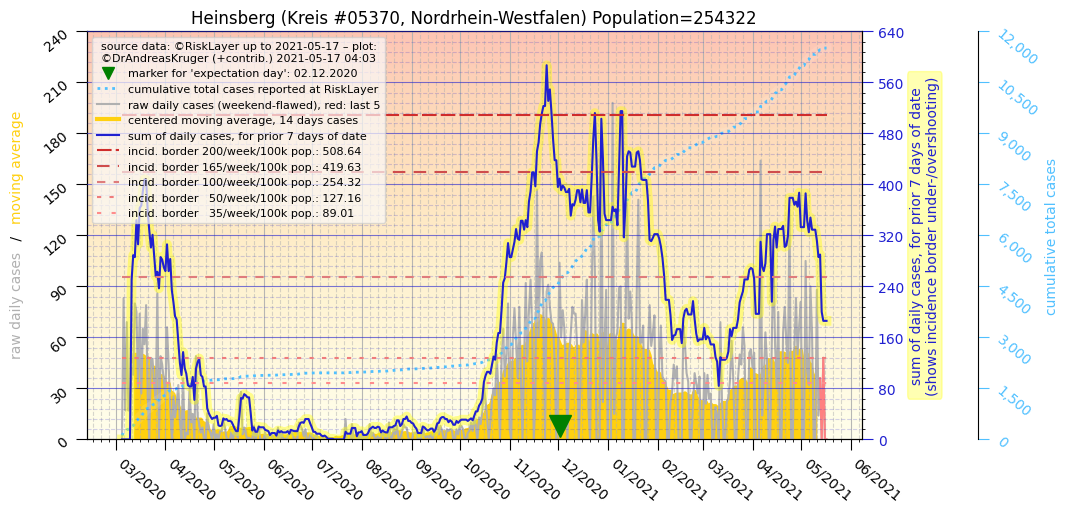 Heinsberg (Kreis #05370, Nordrhein-Westfalen) Population=254322
source data: ©RiskLayer up to 2021-05-17 – plot:
©DrAndreasKruger (+contrib.) 2021-05-17 04:03
marker for 'expectation day': 02.12.2020
cumulative total cases reported at RiskLayer
raw daily cases (weekend-flawed), red: last 5
centered moving average, 14 days cases
sum of daily cases, for prior 7 days of date
incid. border 200/week/100k pop.: 508.64
incid. border 165/week/100k pop.: 419.63
incid. border 100/week/100k pop.: 254.32
incid. border   50/week/100k pop.: 127.16
incid. border   35/week/100k pop.: 89.01
raw daily cases  /  moving average
240
210
180
150
120
90
60
30
0
640
560
480
400
320
240
160
80
0
sum of daily cases, for prior 7 days of date
(shows incidence border under-/overshooting)
12,000
10,500
9,000
7,500
6,000
4,500
3,000
1,500
0
cumulative total cases
03/2020
04/2020
05/2020
06/2020
07/2020
08/2020
09/2020
10/2020
11/2020
12/2020
01/2021
02/2021
03/2021
04/2021
05/2021
06/2021